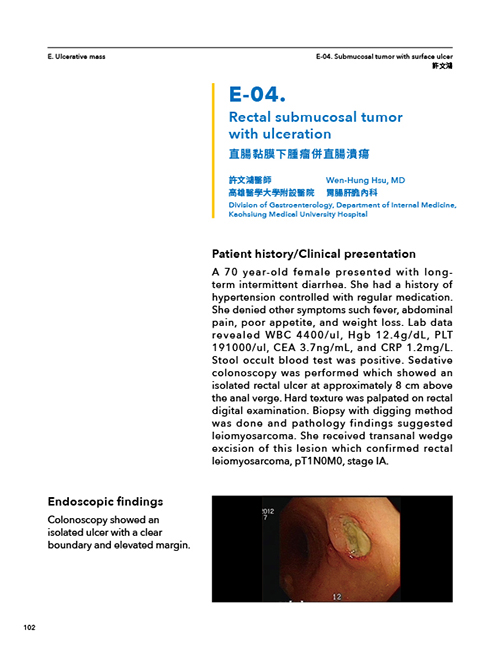 E. Ulcerative mass
E-04. Submucosal tumor with surface ulcer
許文鴻
E-04.
Rectal submucosal tumor
with ulceration
直腸黏膜下腫瘤併直腸潰瘍
許文鴻醫師 Wen-Hung Hsu, MD
高雄醫學大學附設醫院 胃腸肝膽內科
Division of Gastroenterology, Department of Internal Medicine,
Kaohsiung Medical University Hospital
Patient history/Clinical presentation
A 70 year-old female presented with long-
term intermittent diarrhea. She had a history of
hypertension controlled with regular medication.
She denied other symptoms such fever, abdominal
pain, poor appetite, and weight loss. Lab data
revealed WBC 4400/ul, Hgb 12.4g/dL, PLT
191000/ul, CEA 3.7ng/mL, and CRP 1.2mg/L.
Stool occult blood test was positive. Sedative
colonoscopy was performed which showed an
isolated rectal ulcer at approximately 8 cm above
the anal verge. Hard texture was palpated on rectal
digital examination. Biopsy with digging method
was done and pathology findings suggested
leiomyosarcoma. She received transanal wedge
excision of this lesion which confirmed rectal
leiomyosarcoma, pT1N0M0, stage IA.
Endoscopic findings
Colonoscopy showed an
isolated ulcer with a clear
boundary and elevated margin.
2012
7
12
102